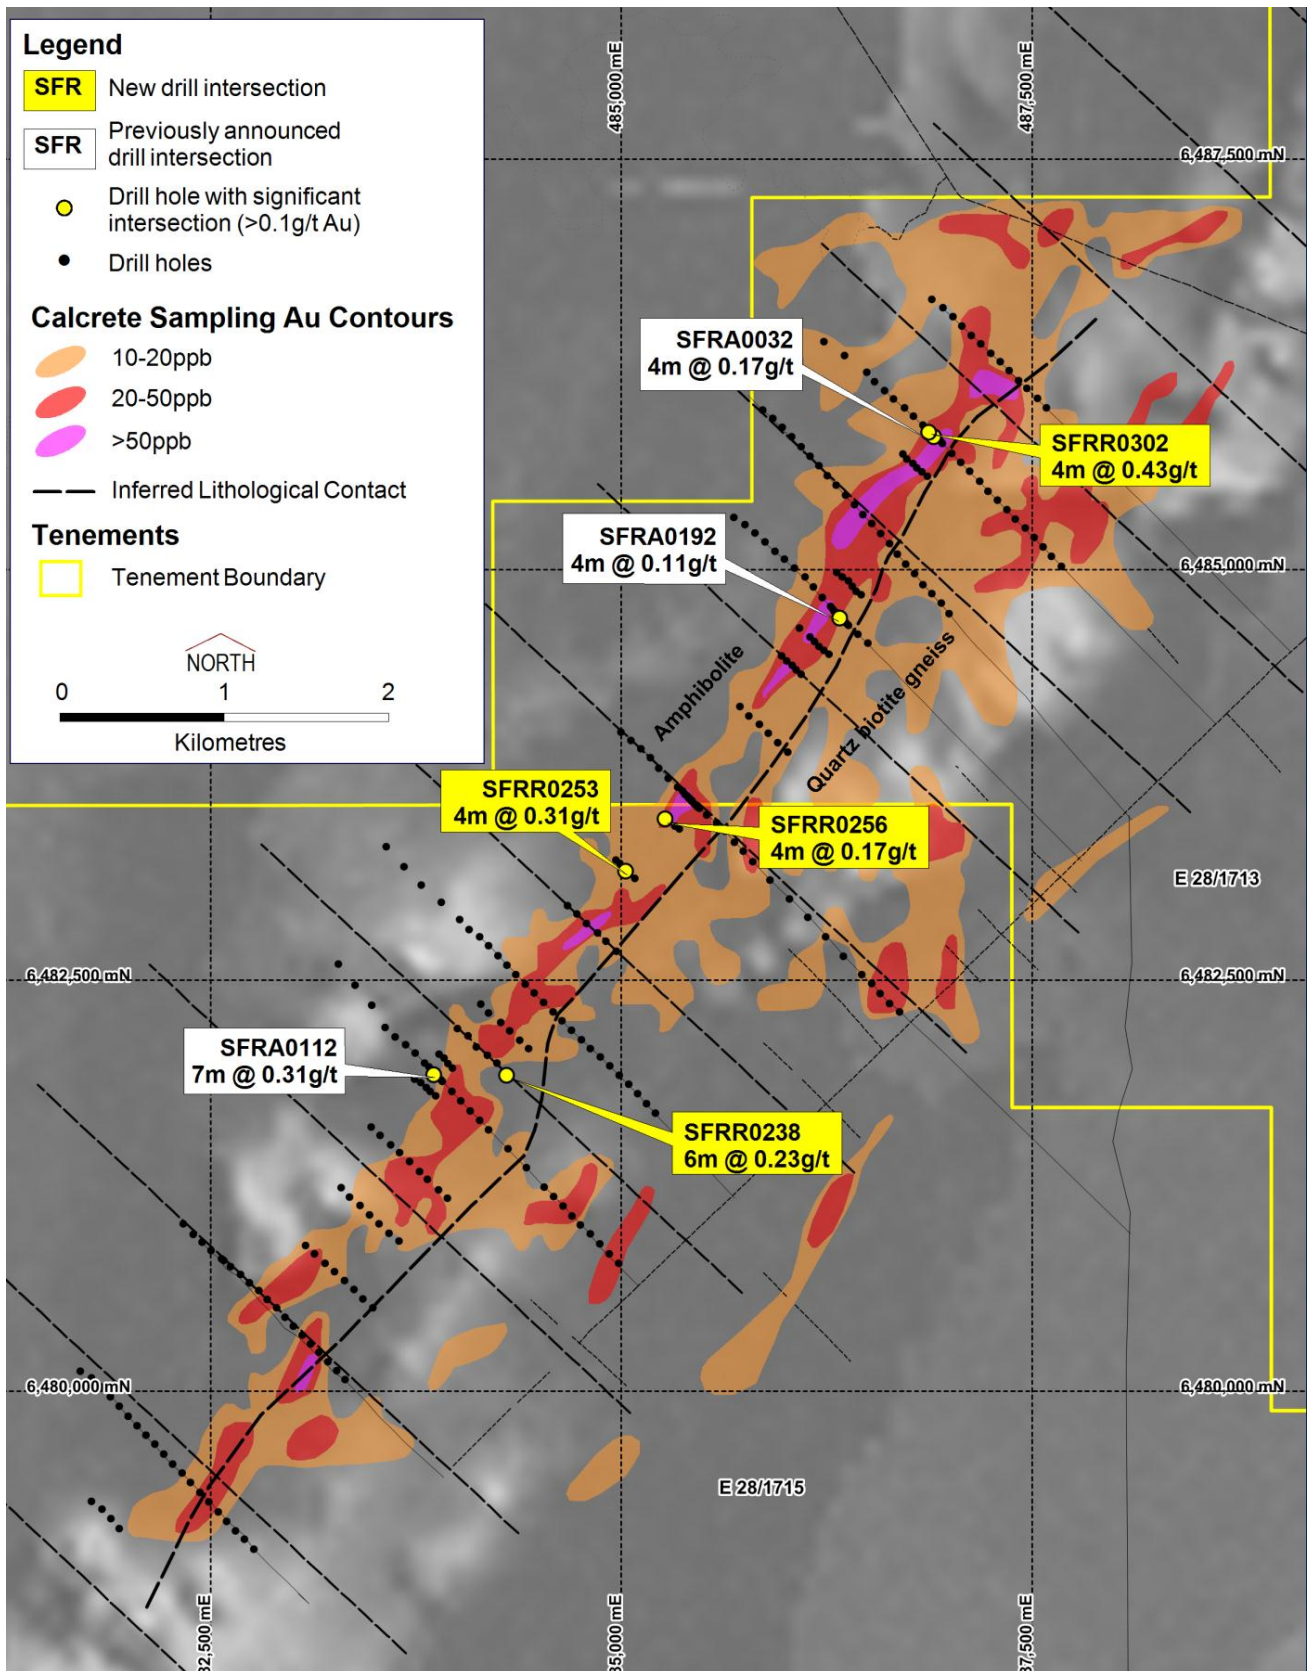 Legend
SFR New drill intersection
SFR Previously announced
drill intersection
Drill hole with significant
intersection (>0.1g/t Au)
Drill holes
Calcrete Sampling Au Contours
10-20ppb
20-50ppb
>50ppb
Inferred Lithological Contact
Tenements
Tenement Boundary
NORTH
0 1 2
Kilometres
485,000 mE
487,500 mE
6,487,500 mN
SFRA0032
4m @ 0.17g/t
SFRR0302
4m @ 0.43g/t
SFRA0192
4m @ 0.11g/t
6,485,000 mN
Amphibolite
Quartz biotite gneiss
SFRR0253
4m @ 0.31g/t
SFRR0256
4m @ 0.17g/t
E 28/1713
6,482,500 mN
6,482,500 mN
SFRA0112
7m @ 0.31g/t
SFRR0238
6m @ 0.23g/t
6,480,000 mN
6,480,000 mN
E 28/1715
32,500 mE
35,000 mE
37,500 mE